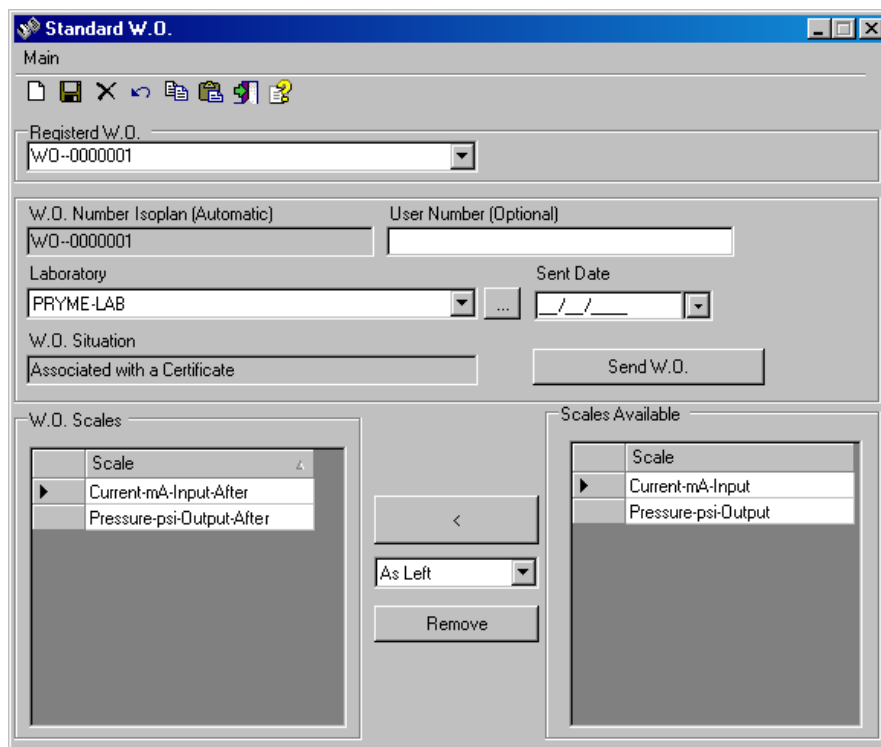 Standard W.O.
Main
Registerd W.O.
WO--0000001
W.O. Number Isoplan (Automatic) User Number (Optional)
WO--0000001
Laboratory Sent Date
PRYME-LAB ... __/__/____
W.O. Situation
Associated with a Certificate Send W.O.
W.O. Scales Scales Available
Scale Scale
Current-mA-Input-After Current-mA-Input
Pressure-psi-Output-After Pressure-psi-Output
<
As Left
Remove